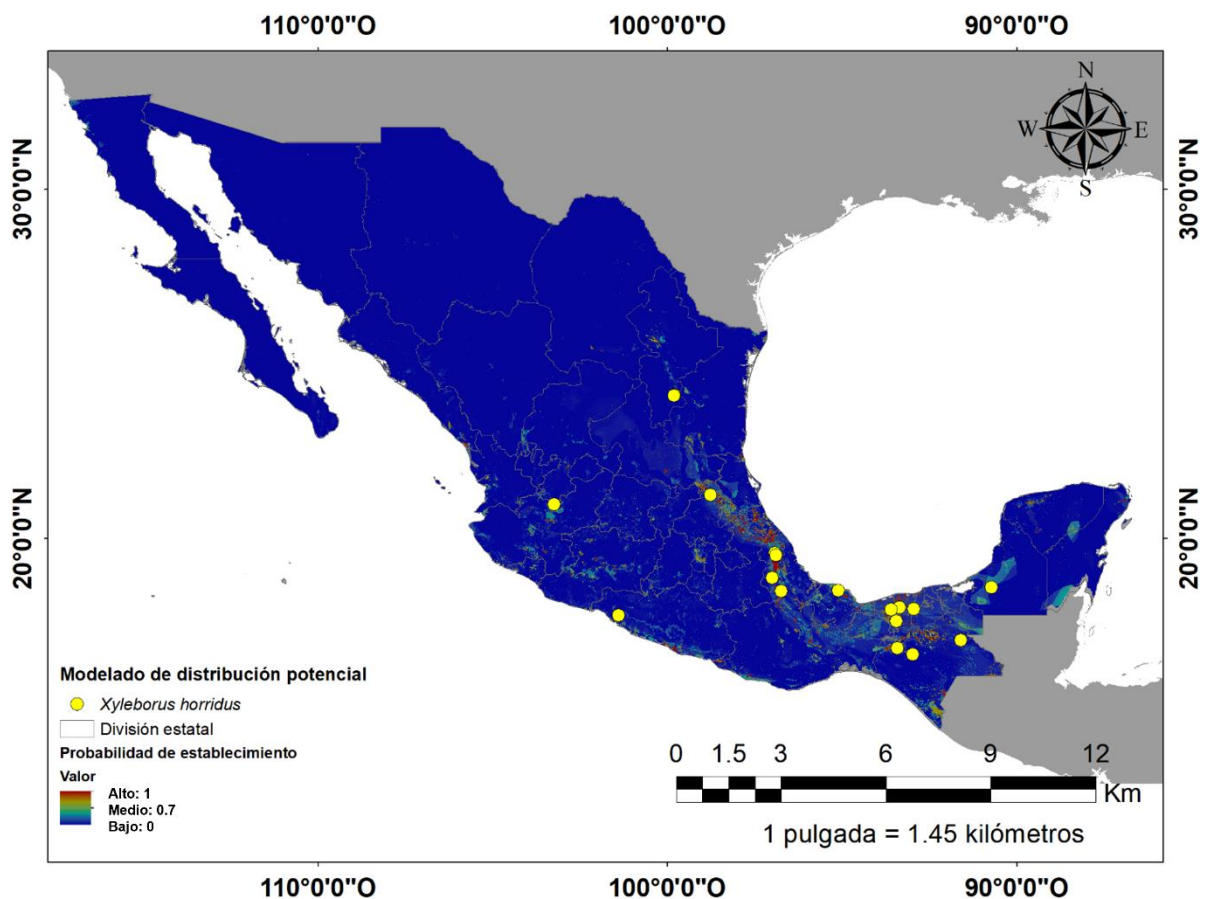 110°0'0"O 100°0'0"O 90°0'0"O
N
W E
S
30°0'0"N 30°0'0"N
20°0'0"N 20°0'0"N
Modelado de distribución potencial
Xyleborus horridus
División estatal
Probabilidad de establecimiento
Valor
Alto: 1
Medio: 0.7
Bajo: 0
0 1.5 3 6 9 12
Km
1 pulgada = 1.45 kilómetros
110°0'0"O 100°0'0"O 90°0'0"O